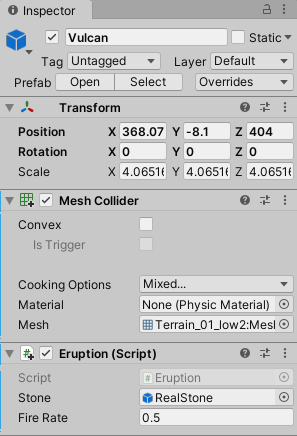 Inspector
Vulcan Static
Tag Untagged Layer Default
Prefab Open Select Overrides
Transform
Position X 368.07 Y -8.1 Z 404
Rotation X 0 Y 0 Z 0
Scale X 4.06516 Y 4.06516 Z 4.06516
Mesh Collider
Convex
Is Trigger
Cooking Options Mixed...
Material None (Physic Material)
Mesh Terrain_01_low2:Mesl
Eruption (Script)
Script Eruption
Stone RealStone
Fire Rate 0.5